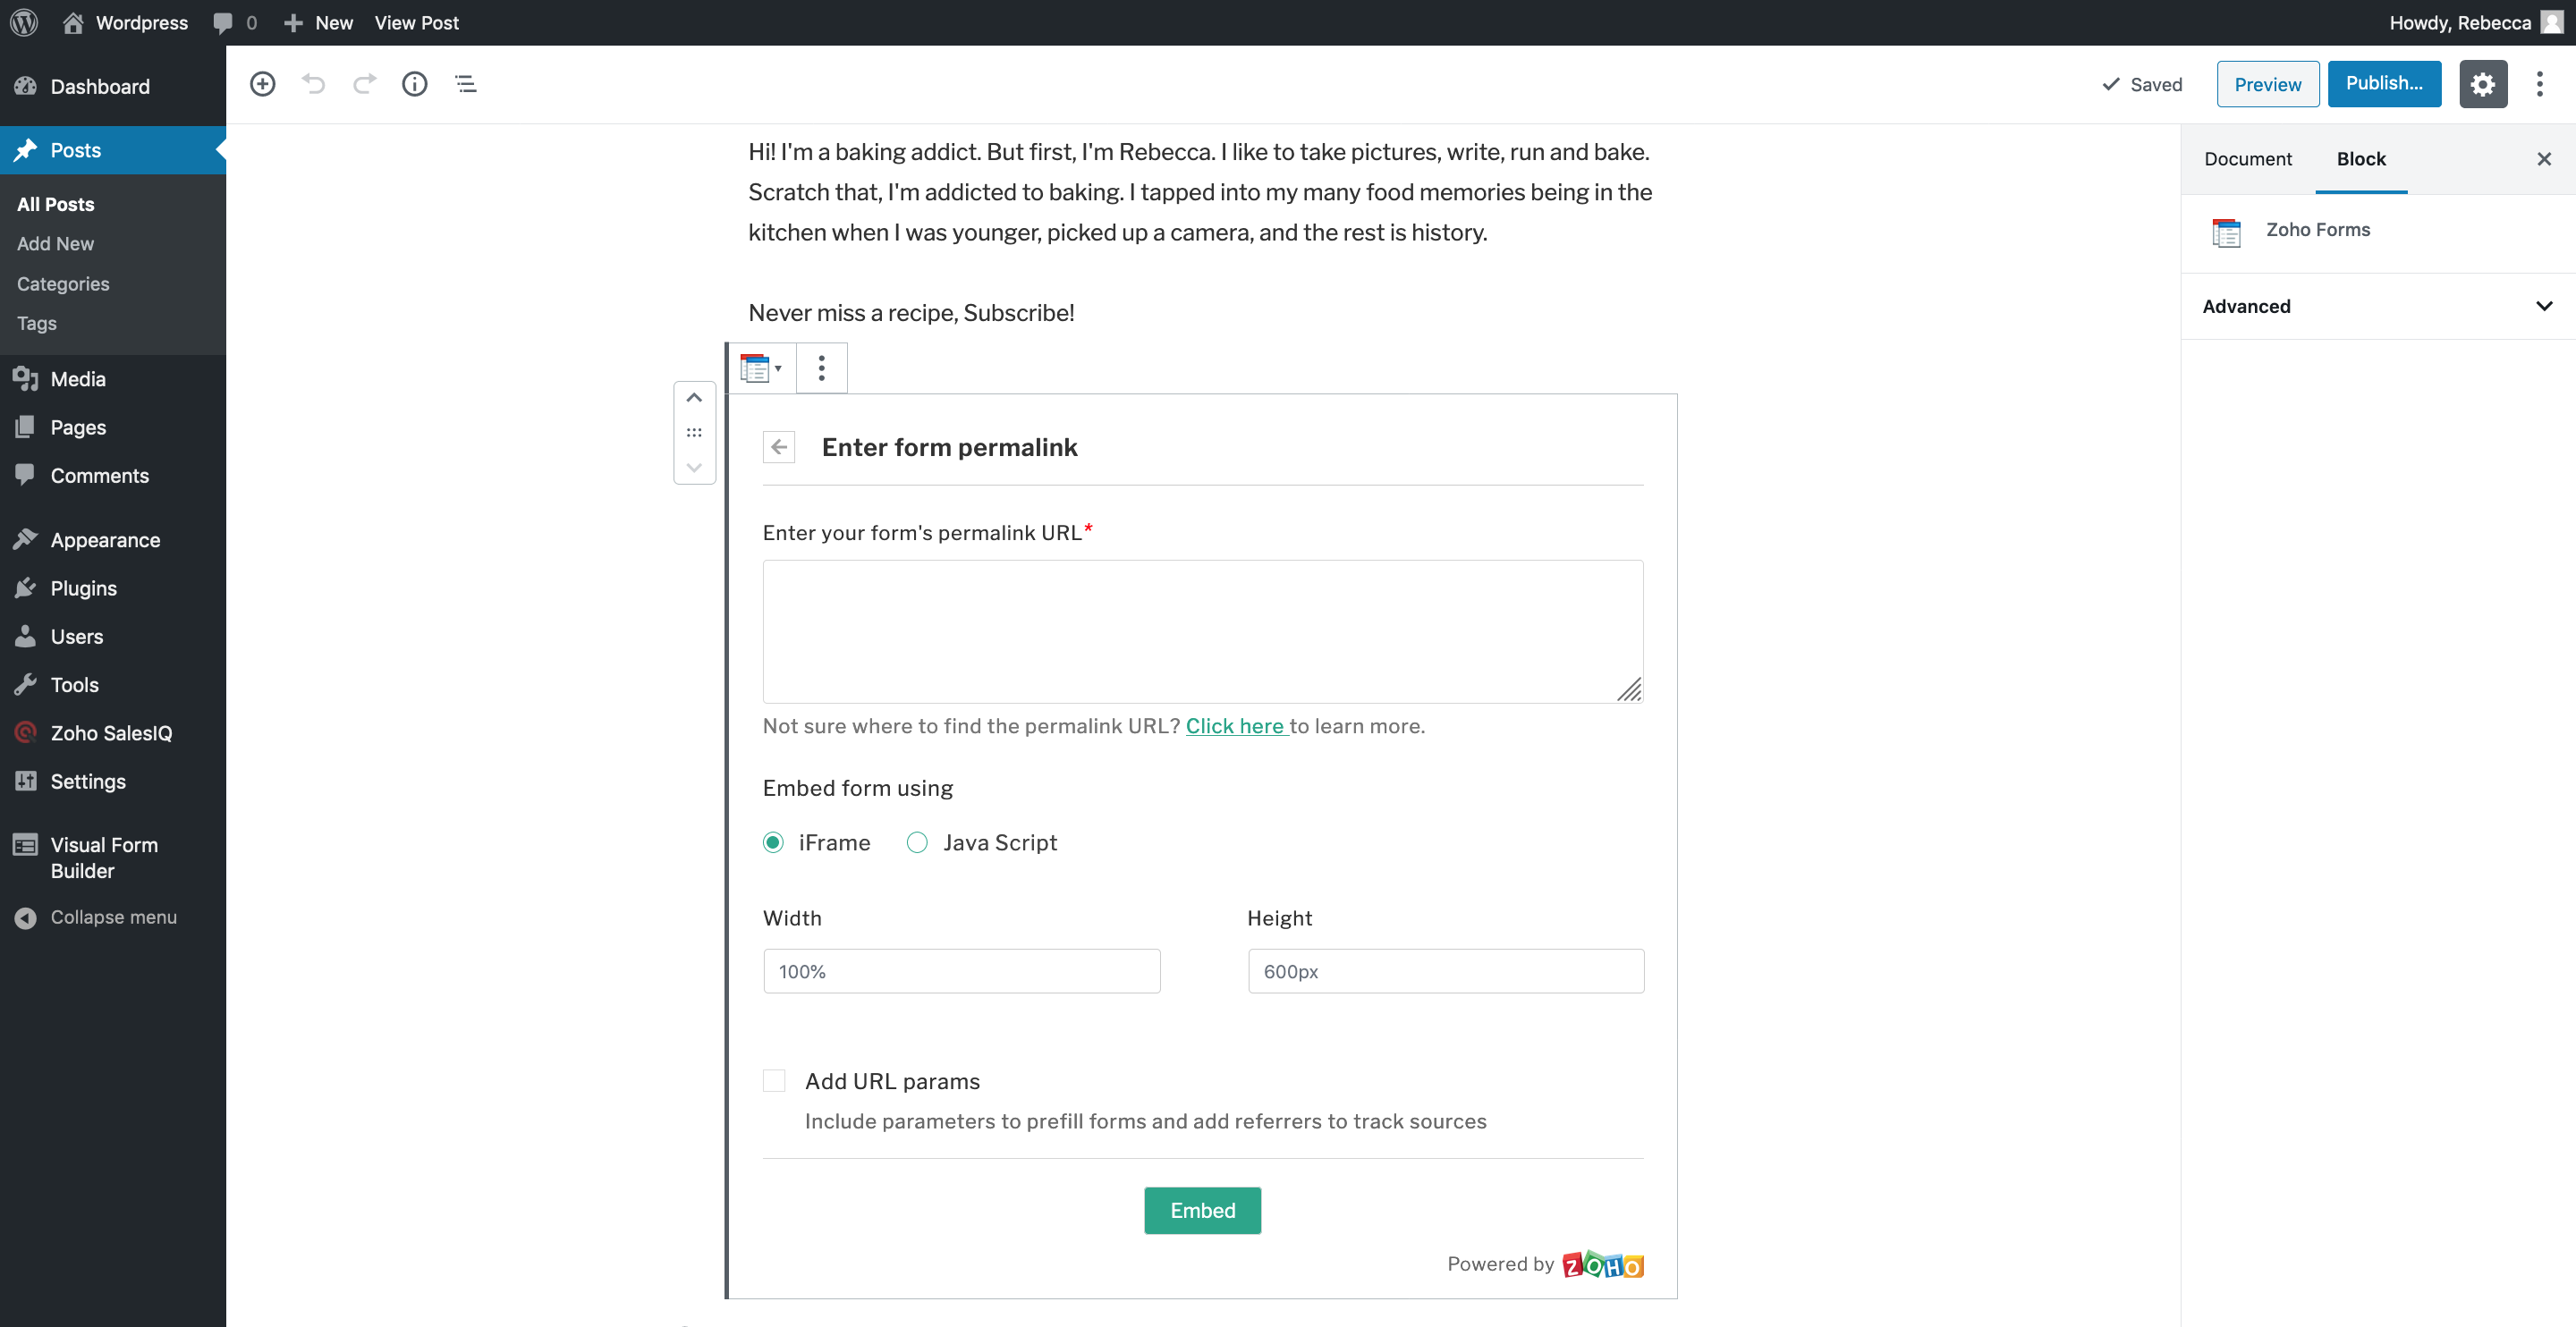 Wordpress 0 New View Post Howdy, Rebecca
Dashboard
Posts
All Posts
Add New
Categories
Tags
Media
Pages
Comments
Appearance
Plugins
Users
Tools
Zoho SalesIQ
Settings
Visual Form
Builder
Collapse menu
Saved Preview Publish...
Hi! I'm a baking addict. But first, I'm Rebecca. I like to take pictures, write, run and bake.
Scratch that, I'm addicted to baking. I tapped into my many food memories being in the
kitchen when I was younger, picked up a camera, and the rest is history.
Never miss a recipe, Subscribe!
Enter form permalink
Enter your form's permalink URL*
Not sure where to find the permalink URL? Click here to learn more.
Embed form using
iFrame Java Script
Width Height
100% 600px
Add URL params
Include parameters to prefill forms and add referrers to track sources
Embed
Powered by ZOHO
Document Block
Zoho Forms
Advanced